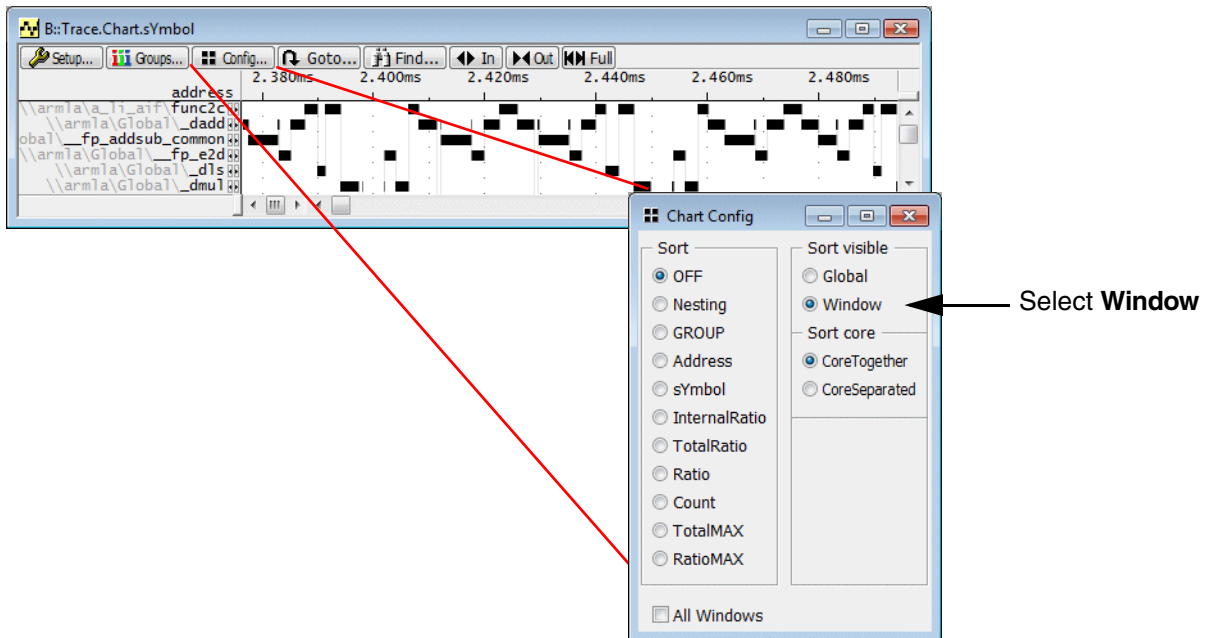 B::Trace.Chart.sYmbol
Setup... Groups... Config... Goto... Find... In Out Full
2.380ms 2.400ms 2.420ms 2.440ms 2.460ms 2.480ms
address
\\armla\a_li_aif\func2c
\\armla\Global\_dadd
obal\__fp_addsub_common
\\armla\Global\__fp_e2d
\\armla\Global\_dls
\\armla\Global\_dmul
Chart Config
Sort
OFF
Nesting
GROUP
Address
sYmbol
InternalRatio
TotalRatio
Ratio
Count
TotalMAX
RatioMAX
All Windows
Sort visible
Global
Window
Sort core
CoreTogether
CoreSeparated
Select Window